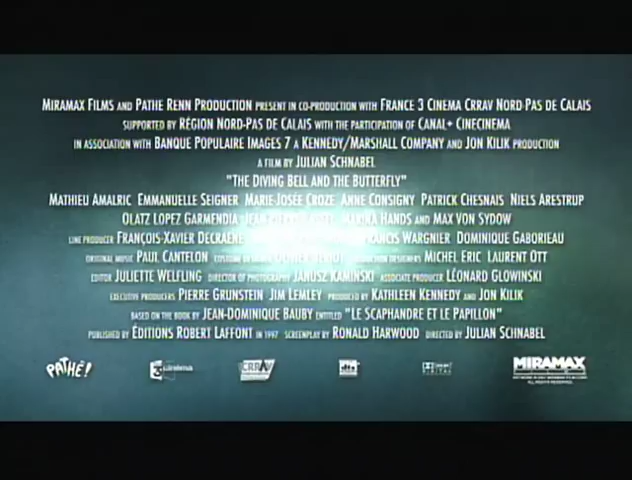 MIRAMAX FILMS AND PATHE RENN PRODUCTION PRESENT IN CO-PRODUCTION WITH FRANCE 3 CINEMA CRRAV NORD-PAS DE CALAIS
SUPPORTED BY RÉGION NORD-PAS DE CALAIS WITH THE PARTICIPATION OF CANAL+ CINECINEMA
IN ASSOCIATION WITH BANQUE POPULAIRE IMAGES 7 A KENNEDY/MARSHALL COMPANY AND JON KILIK PRODUCTION
A FILM BY JULIAN SCHNABEL
"THE DIVING BELL AND THE BUTTERFLY"
MATHIEU AMALRIC EMMANUELLE SEIGNER MARIE-JOSÉE CROZE ANNE CONSIGNY PATRICK CHESNAIS NIELS ARESTRUP
OLATZ LOPEZ GARMENDIA MARINA HANDS AND MAX VON SYDOW
LINE PRODUCER FRANÇOIS-XAVIER DECRAENE FRANCIS WARGNIER DOMINIQUE GABORIEAU
ORIGINAL MUSIC PAUL CANTELON PRODUCTION DESIGNERS MICHEL ERIC LAURENT OTT
EDITOR JULIETTE WELFLING DIRECTOR OF PHOTOGRAPHY JANUSZ KAMINSKI ASSOCIATE PRODUCER LÉONARD GLOWINSKI
EXECUTIVE PRODUCERS PIERRE GRUNSTEIN JIM LEMLEY PRODUCED BY KATHLEEN KENNEDY AND JON KILIK
BASED ON THE BOOK BY JEAN-DOMINIQUE BAUBY ENTITLED "LE SCAPHANDRE ET LE PAPILLON"
PUBLISHED BY ÉDITIONS ROBERT LAFFONT IN 1997 SCREENPLAY BY RONALD HARWOOD DIRECTED BY JULIAN SCHNABEL
PATHÉ! 3 cinéma CRRAV dts DIGITAL MIRAMAX